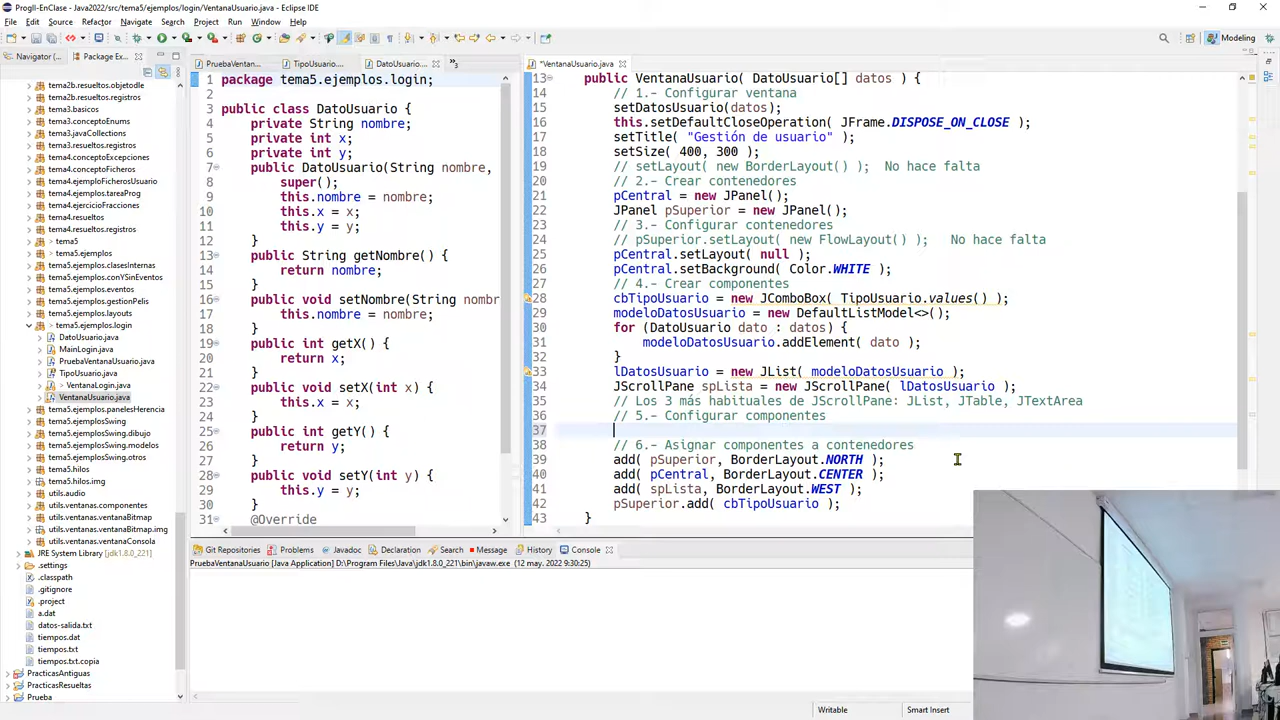 ProgII-EnClase - Java2022/src/tema5/ejemplos/login/VentanaUsuario.java - Eclipse IDE
File Edit Source Refactor Navigate Search Project Run Window Help
Modeling
Navigator (...
Package Ex...
tema2b.resueltos.objetodle
tema2b.resueltos.registros
tema3.basicos
tema3.conceptoEnums
tema3.javaCollections
tema3.resueltos.registros
tema4.conceptoExcepciones
tema4.conceptoFicheros
tema4.ejemploFicherosUsuario
tema4.ejemplos.tareaProg
tema4.ejercicioFracciones
tema4.resueltos
tema4.resueltos.registros
> tema5
> tema5.ejemplos
tema5.ejemplos.clasesInternas
tema5.ejemplos.conYSinEventos
tema5.ejemplos.eventos
tema5.ejemplos.gestionPelis
tema5.ejemplos.layouts
> tema5.ejemplos.login
DatoUsuario.java
MainLogin.java
PruebaVentanaUsuario.java
TipoUsuario.java
> VentanaLogin.java
VentanaUsuario.java
tema5.ejemplos.panelesHerencia
tema5.ejemplosSwing
tema5.ejemplosSwing.dibujo
tema5.ejemplosSwing.modelos
tema5.ejemplosSwing.otros
tema5.hilos
tema5.hilos.img
utils.audio
utils.ventanas.componentes
utils.ventanas.ventanaBitmap
utils.ventanas.ventanaBitmap.img
utils.ventanas.ventanaConsola
JRE System Library [jdk1.8.0_221]
.settings
.classpath
.gitignore
.project
a.dat
datos-salida.txt
tiempos.dat
tiempos.txt
tiempos.txt.copia
PracticasAntiguas
PracticasResueltas
Prueba
PruebaVentan... TipoUsuario.... DatoUsuario....
1 package tema5.ejemplos.login;
2
3 public class DatoUsuario {
4 private String nombre;
5 private int x;
6 private int y;
7 public DatoUsuario(String nombre,
8 super();
9 this.nombre = nombre;
10 this.x = x;
11 this.y = y;
12 }
13 public String getNombre() {
14 return nombre;
15 }
16 public void setNombre(String nombr
17 this.nombre = nombre;
18 }
19 public int getX() {
20 return x;
21 }
22 public void setX(int x) {
23 this.x = x;
24 }
25 public int getY() {
26 return y;
27 }
28 public void setY(int y) {
29 this.y = y;
30 }
31 @Override
*VentanaUsuario.java
13 public VentanaUsuario( DatoUsuario[] datos ) {
14 // 1.- Configurar ventana
15 setDatosUsuario(datos);
16 this.setDefaultCloseOperation( JFrame.DISPOSE_ON_CLOSE );
17 setTitle( "Gestión de usuario" );
18 setSize( 400, 300 );
19 // setLayout( new BorderLayout() ); No hace falta
20 // 2.- Crear contenedores
21 pCentral = new JPanel();
22 JPanel pSuperior = new JPanel();
23 // 3.- Configurar contenedores
24 // pSuperior.setLayout( new FlowLayout() ); No hace falta
25 pCentral.setLayout( null );
26 pCentral.setBackground( Color.WHITE );
27 // 4.- Crear componentes
28 cbTipoUsuario = new JComboBox( TipoUsuario.values() );
29 modeloDatosUsuario = new DefaultListModel<>();
30 for (DatoUsuario dato : datos) {
31 modeloDatosUsuario.addElement( dato );
32 }
33 lDatosUsuario = new JList( modeloDatosUsuario );
34 JScrollPane spLista = new JScrollPane( lDatosUsuario );
35 // Los 3 más habituales de JScrollPane: JList, JTable, JTextArea
36 // 5.- Configurar componentes
37
38 // 6.- Asignar componentes a contenedores
39 add( pSuperior, BorderLayout.NORTH );
40 add( pCentral, BorderLayout.CENTER );
41 add( spLista, BorderLayout.WEST );
42 pSuperior.add( cbTipoUsuario );
43 }
Git Repositories Problems Javadoc Declaration Search Message History Console
PruebaVentanaUsuario [Java Application] D:\Program Files\Java\jdk1.8.0_221\bin\javaw.exe (12 may. 2022 9:30:25)
Writable Smart Insert